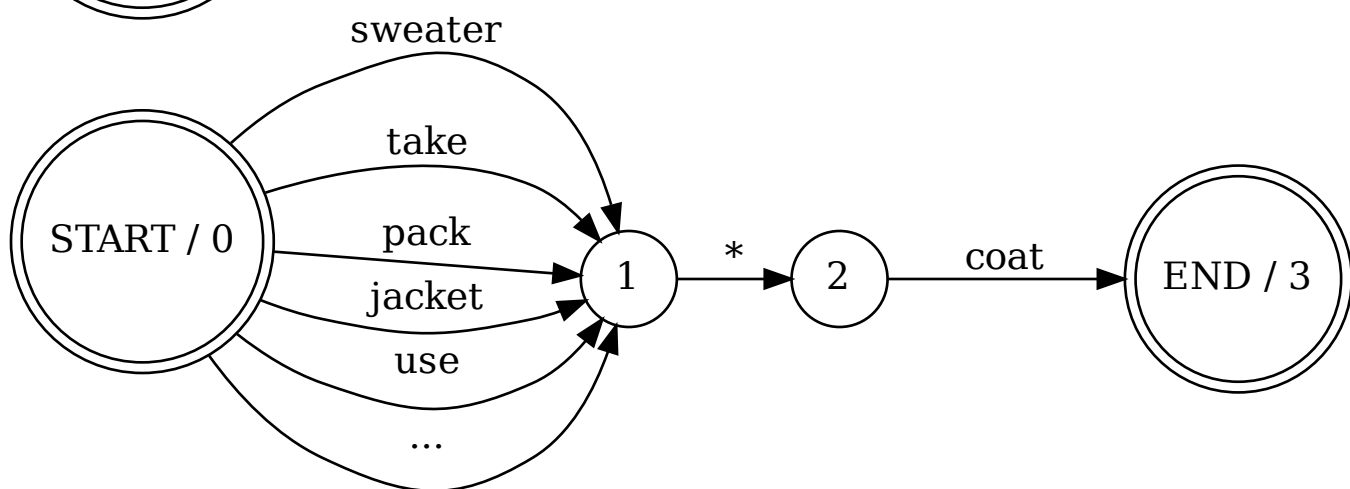 sweater
take
START / 0
pack
jacket
use
...
1
*
2
coat
END / 3